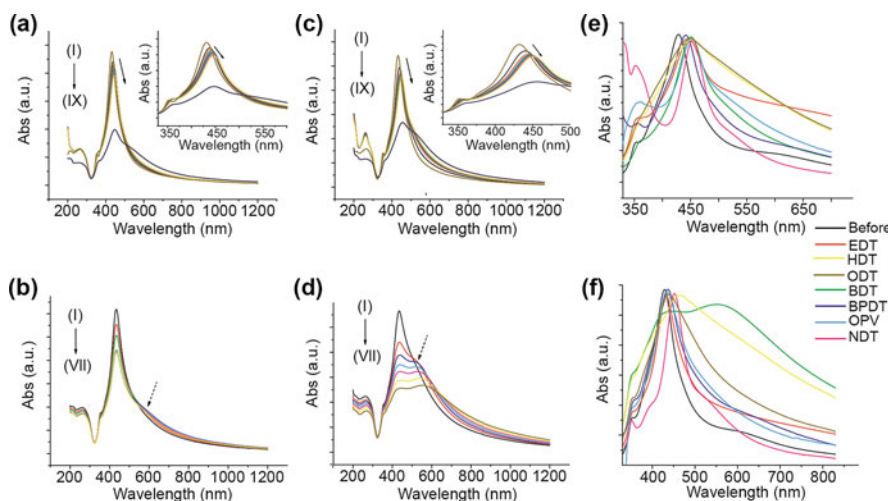 (a)
(I)
(IX)
Abs (a.u.)
Abs (a.u.)
350 450 550
Wavelength (nm)
200 400 600 800 1000 1200
Wavelength (nm)
(c)
(I)
(IX)
Abs (a.u.)
Abs (a.u.)
350 400 450 500
Wavelength (nm)
200 400 600 800 1000 1200
Wavelength (nm)
(e)
Abs (a.u.)
350 450 550 650
Wavelength (nm)
Before
EDT
HDT
ODT
BDT
BPDT
OPV
NDT
(b)
(I)
(VII)
Abs (a.u.)
200 400 600 800 1000 1200
Wavelength (nm)
(d)
(I)
(VII)
Abs (a.u.)
200 400 600 800 1000 1200
Wavelength (nm)
(f)
Abs (a.u.)
400 500 600 700 800
Wavelength (nm)